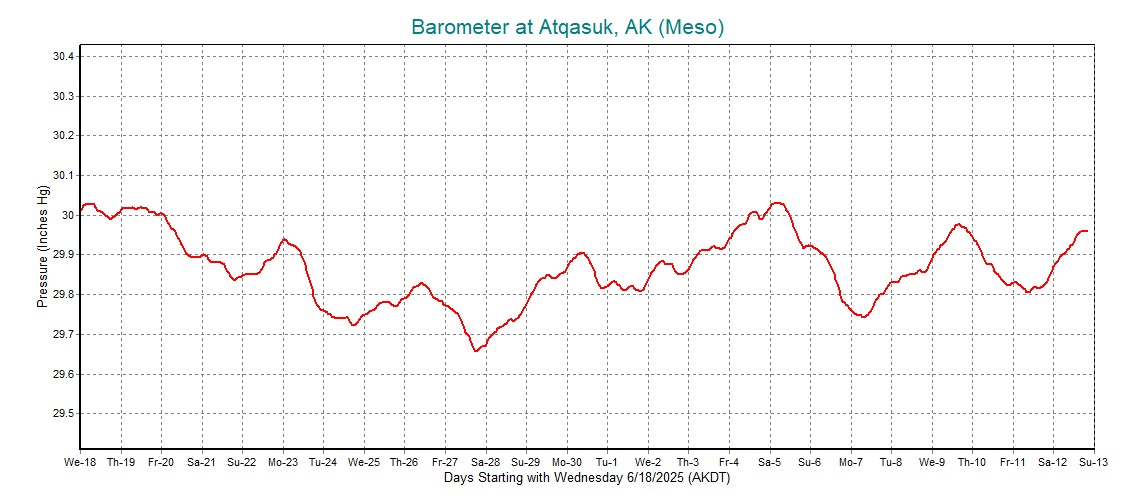 Barometer at Atqasuk, AK (Meso)
30.4
30.3
30.2
30.1
30
29.9
29.8
29.7
29.6
29.5
Pressure (Inches Hg)
We-18 Th-19 Fr-20 Sa-21 Su-22 Mo-23 Tu-24 We-25 Th-26 Fr-27 Sa-28 Su-29 Mo-30 Tu-1 We-2 Th-3 Fr-4 Sa-5 Su-6 Mo-7 Tu-8 We-9 Th-10 Fr-11 Sa-12 Su-13
Days Starting with Wednesday 6/18/2025 (AKDT)